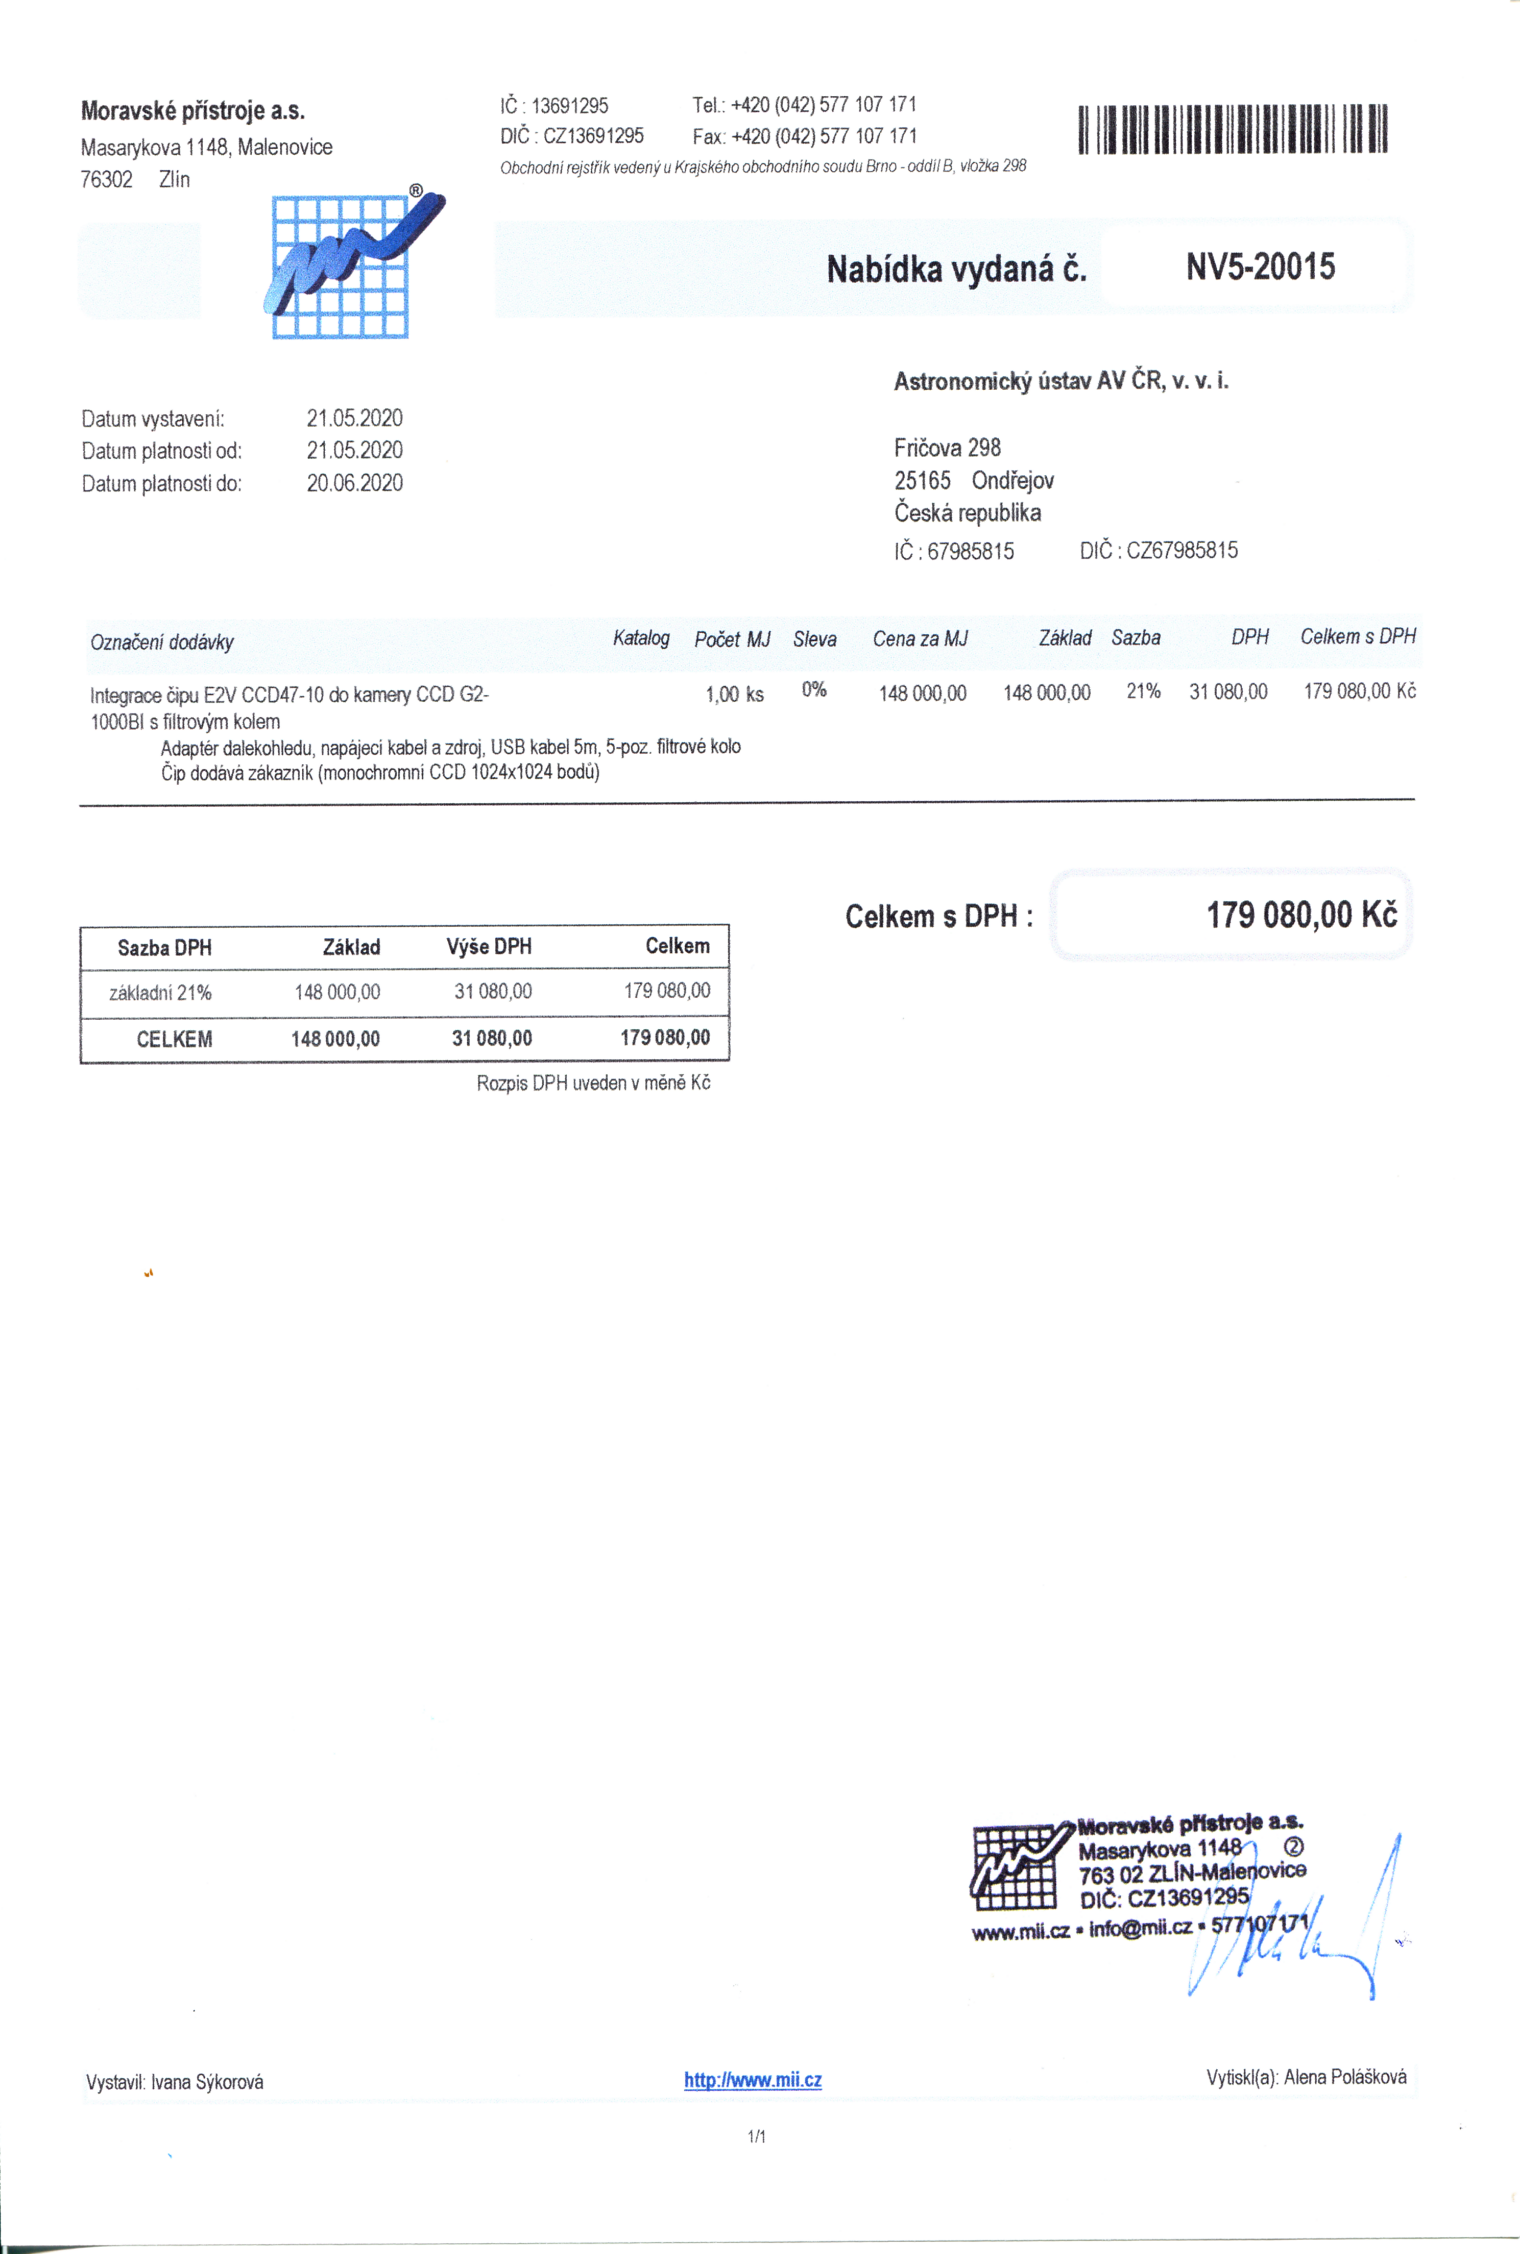 Moravské přístroje a.s.
Masarykova 1148, Malenovice
76302 Zlín
IČ : 13691295 Tel.: +420 (042) 577 107 171
DIČ : CZ13691295 Fax: +420 (042) 577 107 171
Obchodní rejstřík vedený u Krajského obchodního soudu Brno - oddíl B, vložka 298
®
Nabídka vydaná č. NV5-20015
Astronomický ústav AV ČR, v. v. i.
Datum vystavení: 21.05.2020
Datum platnosti od: 21.05.2020
Datum platnosti do: 20.06.2020
Fričova 298
25165 Ondřejov
Česká republika
IČ : 67985815 DIČ : CZ67985815
Označení dodávky Katalog Počet MJ Sleva Cena za MJ Základ Sazba DPH Celkem s DPH
Integrace čipu E2V CCD47-10 do kamery CCD G2- 1,00 ks 0% 148 000,00 148 000,00 21% 31 080,00 179 080,00 Kč
1000BI s filtrovým kolem
Adaptér dalekohledu, napájecí kabel a zdroj, USB kabel 5m, 5-poz. filtrové kolo
Čip dodává zákazník (monochromní CCD 1024x1024 bodů)
Celkem s DPH : 179 080,00 Kč
Sazba DPH Základ Výše DPH Celkem
základní 21% 148 000,00 31 080,00 179 080,00
CELKEM 148 000,00 31 080,00 179 080,00
Rozpis DPH uveden v měně Kč
Moravské přístroje a.s.
Masarykova 1148 ②
763 02 ZLÍN-Malenovice
DIČ: CZ13691295
www.mii.cz ▪ info@mii.cz ▪ 577107171
Vystavil: Ivana Sýkorová http://www.mii.cz Vytiskl(a): Alena Polášková
1/1